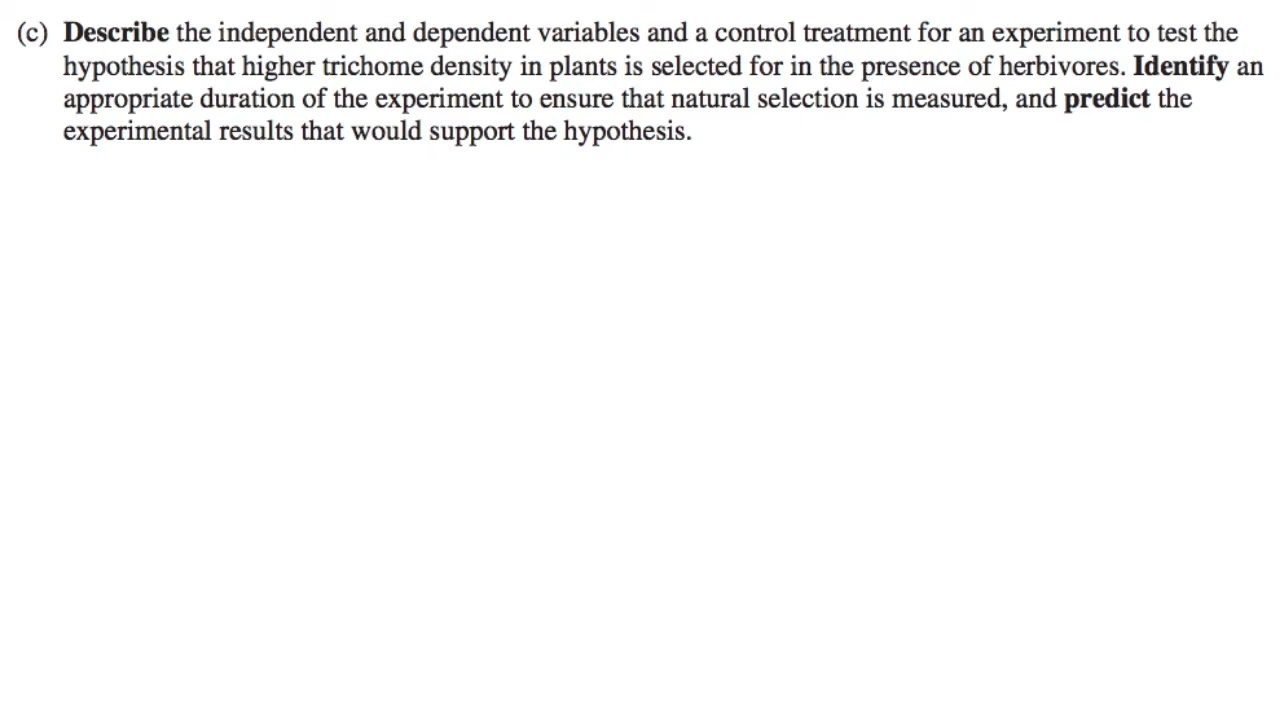 (c) Describe the independent and dependent variables and a control treatment for an experiment to test the
hypothesis that higher trichome density in plants is selected for in the presence of herbivores. Identify an
appropriate duration of the experiment to ensure that natural selection is measured, and predict the
experimental results that would support the hypothesis.